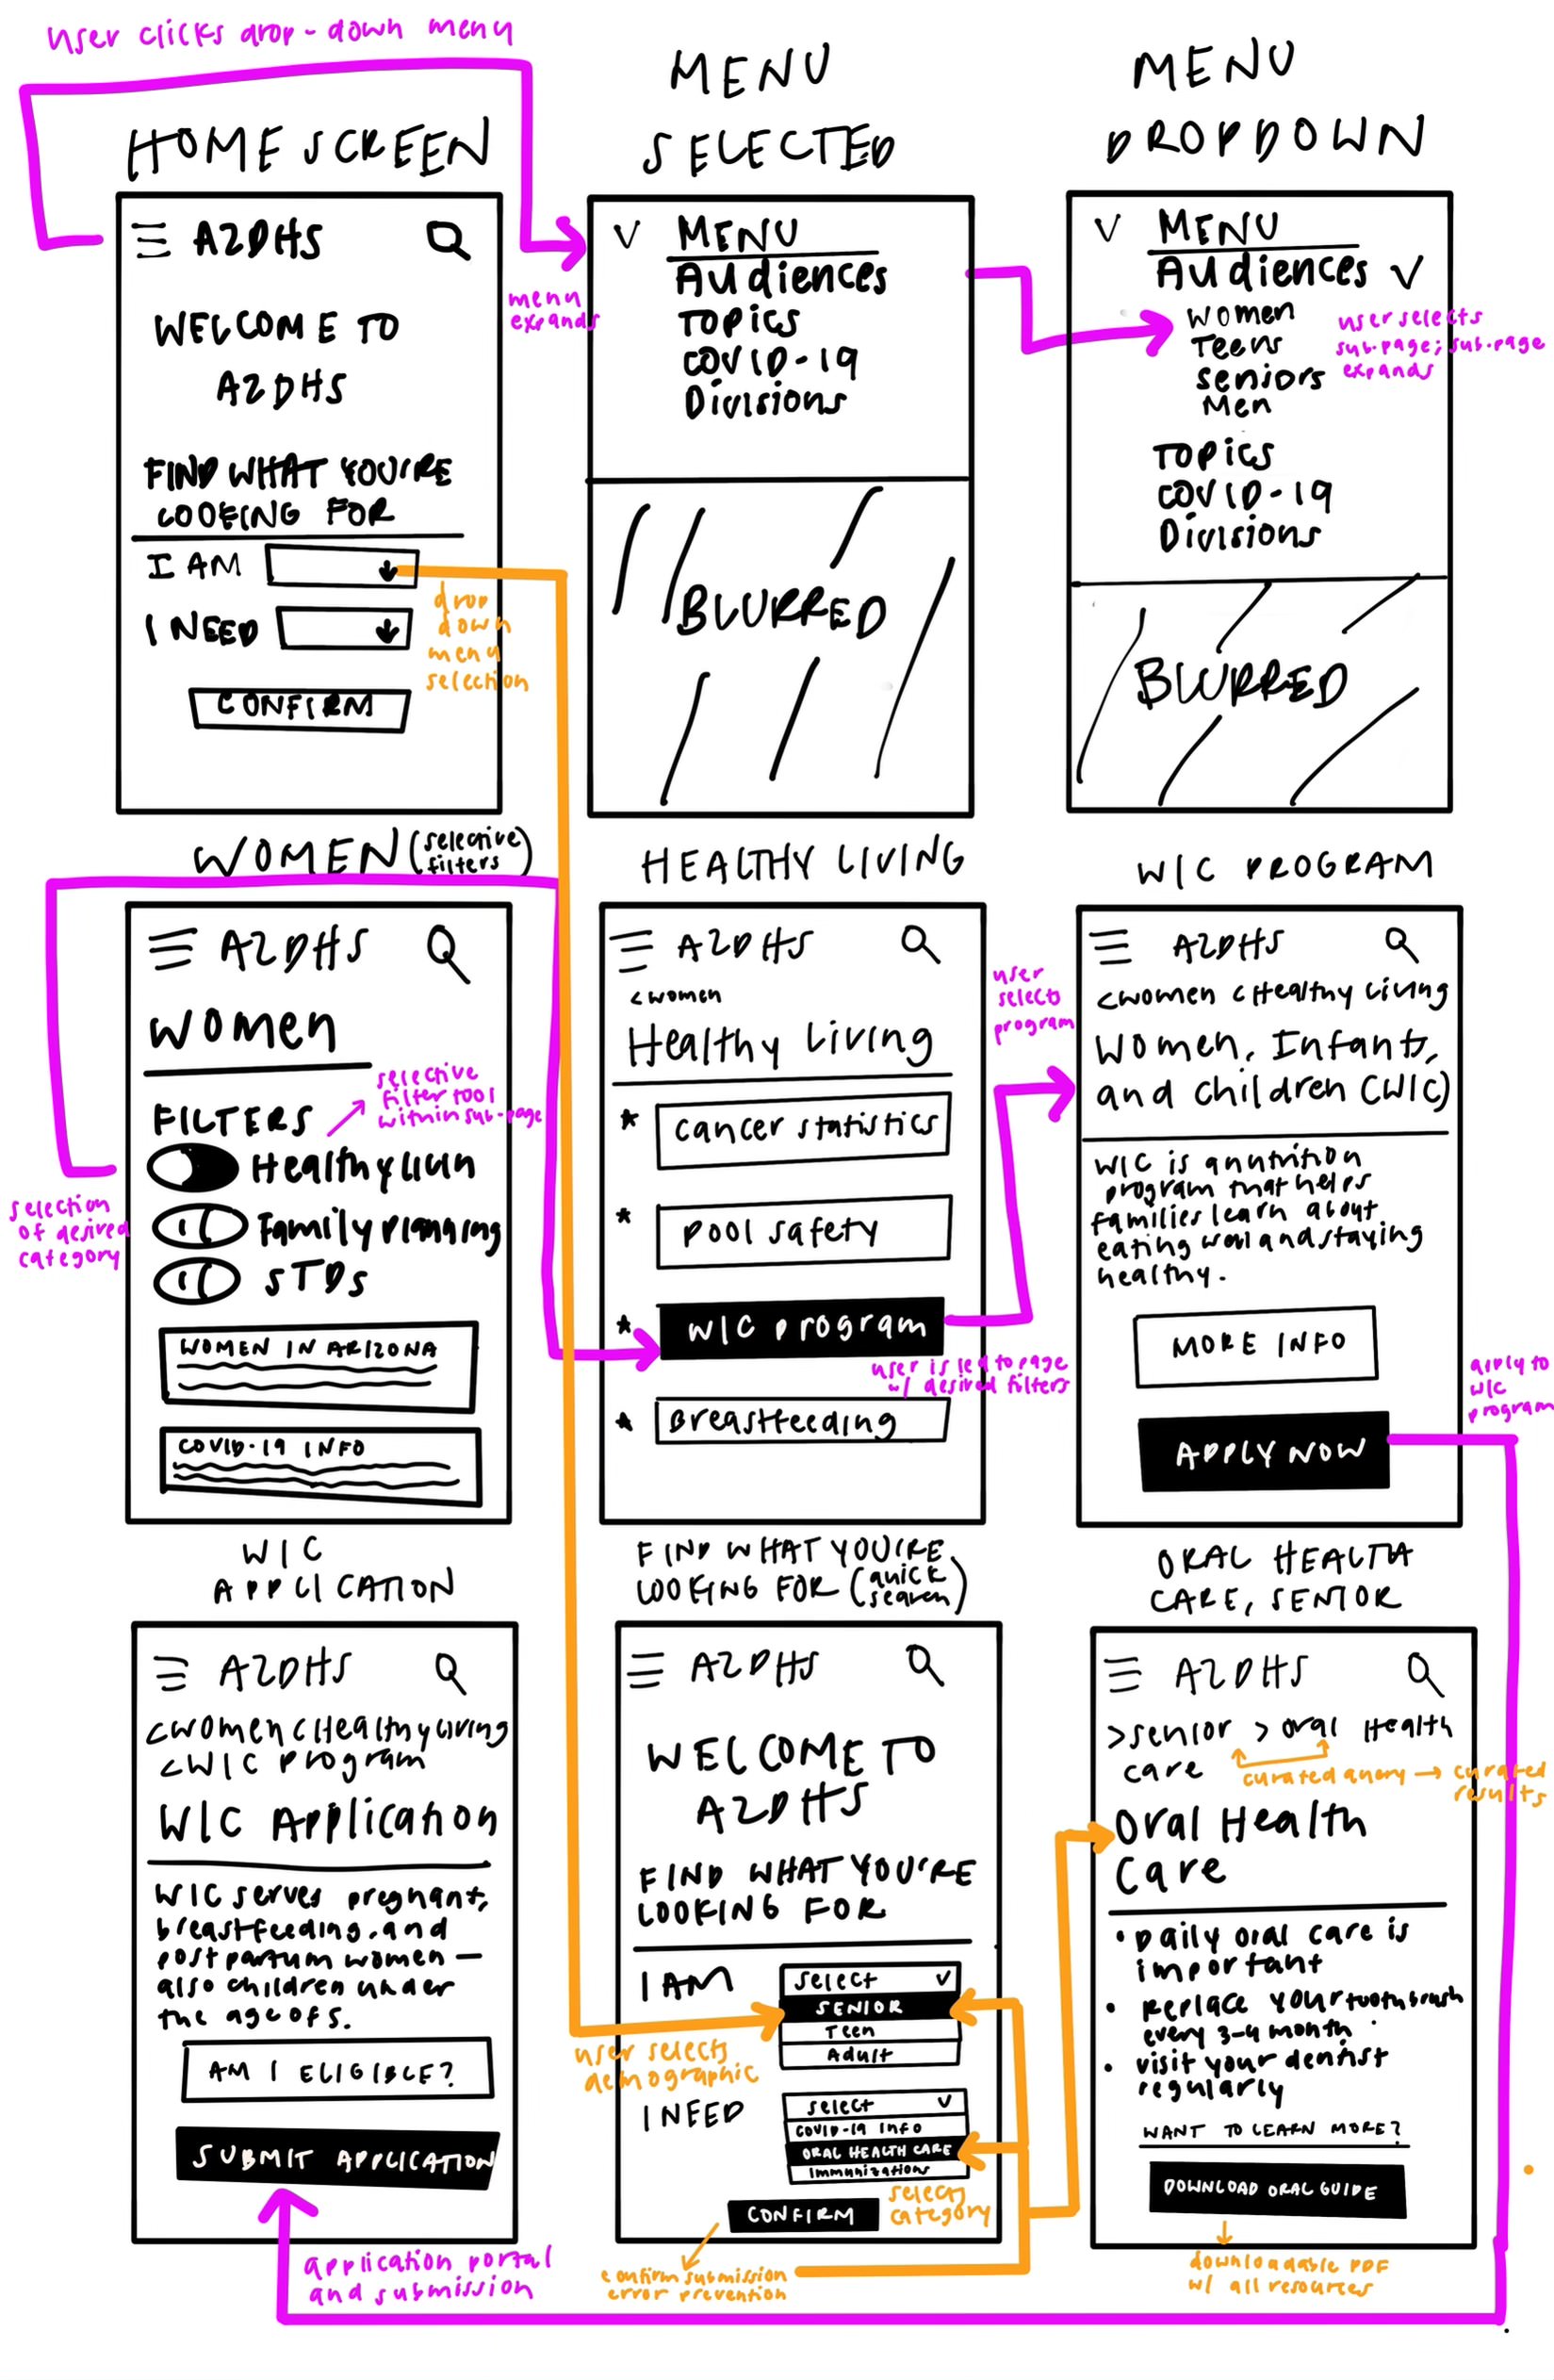 user clicks drop-down menu
HOME SCREEN
AZDHS
WELCOME TO
AZDHS
FIND WHAT YOU'RE
LOOKING FOR
I AM
I NEED
CONFIRM
drop
down
menu
selection
menu
expands
MENU
SELECTED
V MENU
Audiences
Topics
COVID-19
Divisions
BLURRED
MENU
DROPDOWN
V MENU
Audiences V
Women
Teens
Seniors
Men
user selects
sub-page; sub-page
expands
Topics
COVID-19
Divisions
BLURRED
WOMEN (selective
filters)
AZDHS
Women
selective
filter tool
within sub-page
FILTERS
Healthy livin
Family planning
STDs
selection
of desired
category
WOMEN IN ARIZONA
COVID-19 INFO
HEALTHY LIVING
AZDHS
<women
Healthy Living
* cancer statistics
* pool safety
* WIC program
user is led to page
w/ desired filters
* Breastfeeding
user
selects
program
WIC PROGRAM
AZDHS
<women <Healthy Living
Women, Infants,
and children (WIC)
WIC is a nutrition
program that helps
families learn about
eating well and staying
healthy.
MORE INFO
APPLY NOW
apply to
WIC
program
WIC
APPLICATION
AZDHS
<women <Healthy Living
<WIC program
WIC Application
WIC serves pregnant,
breastfeeding, and
post partum women —
also children under
the age of 5.
AM I ELIGIBLE?
SUBMIT APPLICATION
application portal
and submission
FIND WHAT YOU'RE
LOOKING FOR (quick
search)
AZDHS
WELCOME TO
AZDHS
FIND WHAT YOU'RE
LOOKING FOR
I AM
select V
SENIOR
Teen
Adult
user selects
demographic
I NEED
select V
COVID-19 Info
ORAL HEALTH CARE
Immunizations
selects
category
CONFIRM
confirm submission
error prevention
ORAL HEALTH
CARE, SENIOR
AZDHS
>senior > oral Health
care
curated query → curated
results
Oral Health
Care
• Daily oral care is
important
• Replace your toothbrush
every 3-4 month
• visit your dentist
regularly
WANT TO LEARN MORE?
DOWNLOAD ORAL GUIDE
downloadable PDF
w/ all resources